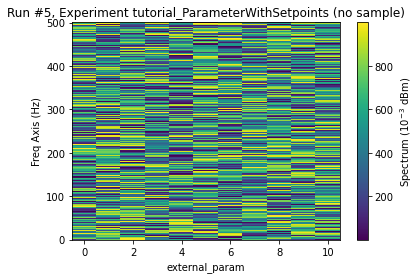 Run #5, Experiment tutorial_ParameterWithSetpoints (no sample)
500
400
300
200
100
0
Freq Axis (Hz)
0 2 4 6 8 10
external_param
800
600
400
200
Spectrum (10⁻³ dBm)